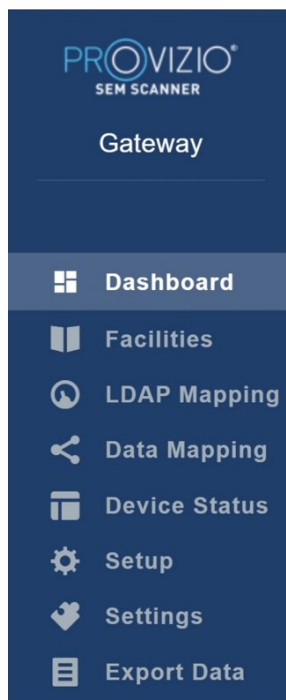 PROVIZIO®
SEM SCANNER
Gateway
Dashboard
Facilities
LDAP Mapping
Data Mapping
Device Status
Setup
Settings
Export Data